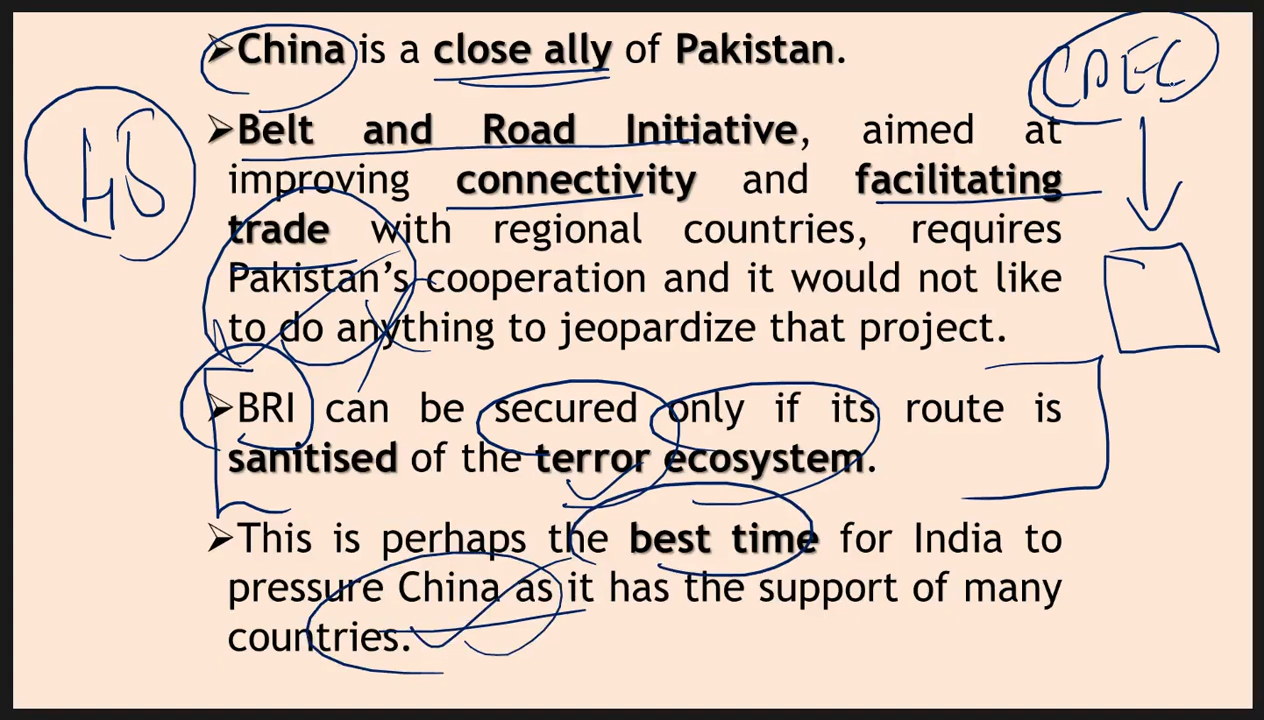 ➢China is a close ally of Pakistan.
CPEC
➢Belt and Road Initiative, aimed at
improving connectivity and facilitating
trade with regional countries, requires
Pakistan’s cooperation and it would not like
to do anything to jeopardize that project.
➢BRI can be secured only if its route is
sanitised of the terror ecosystem.
➢This is perhaps the best time for India to
pressure China as it has the support of many
countries.